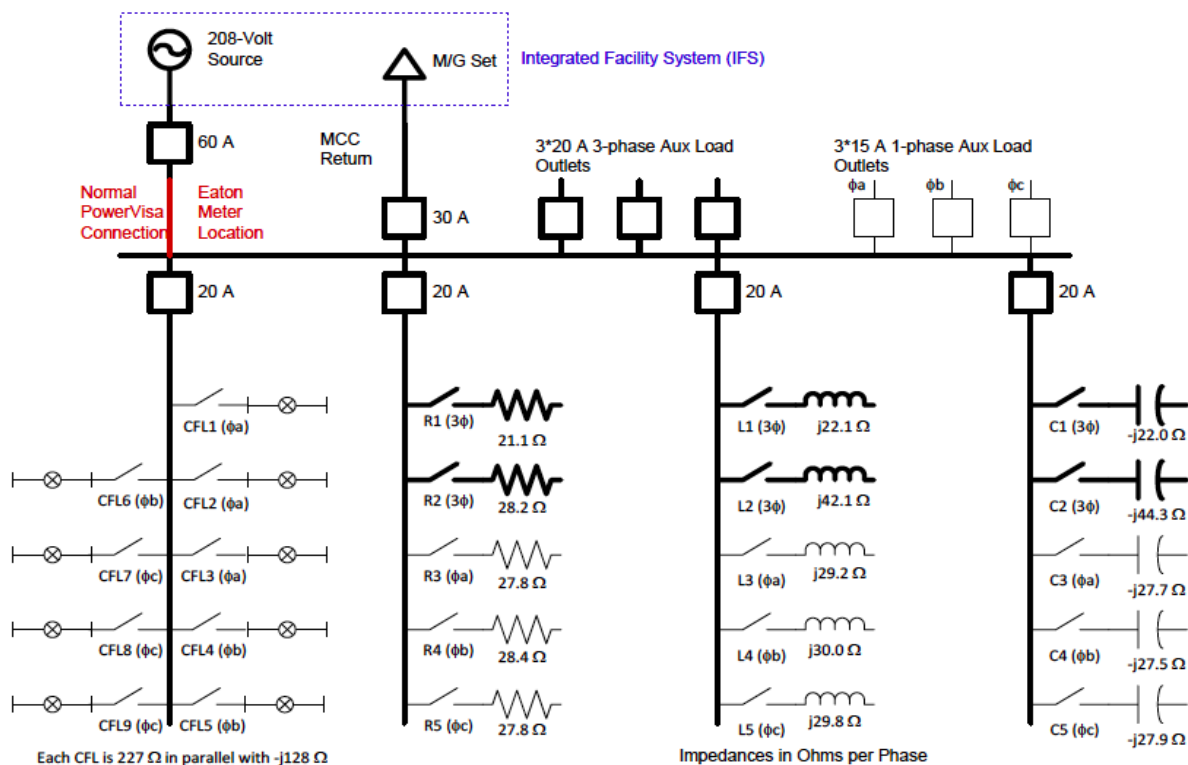 208-Volt
Source
M/G Set
Integrated Facility System (IFS)
60 A
MCC
Return
3*20 A 3-phase Aux Load
Outlets
3*15 A 1-phase Aux Load
Outlets
ϕa
ϕb
ϕc
Normal
PowerVisa
Connection
Eaton
Meter
Location
30 A
20 A
20 A
20 A
20 A
CFL1 (ϕa)
R1 (3ϕ)
21.1 Ω
L1 (3ϕ)
j22.1 Ω
C1 (3ϕ)
-j22.0 Ω
CFL6 (ϕb)
CFL2 (ϕa)
R2 (3ϕ)
28.2 Ω
L2 (3ϕ)
j42.1 Ω
C2 (3ϕ)
-j44.3 Ω
CFL7 (ϕc)
CFL3 (ϕa)
R3 (ϕa)
27.8 Ω
L3 (ϕa)
j29.2 Ω
C3 (ϕa)
-j27.7 Ω
CFL8 (ϕc)
CFL4 (ϕb)
R4 (ϕb)
28.4 Ω
L4 (ϕb)
j30.0 Ω
C4 (ϕb)
-j27.5 Ω
CFL9 (ϕc)
CFL5 (ϕb)
R5 (ϕc)
27.8 Ω
L5 (ϕc)
j29.8 Ω
C5 (ϕc)
-j27.9 Ω
Each CFL is 227 Ω in parallel with -j128 Ω
Impedances in Ohms per Phase